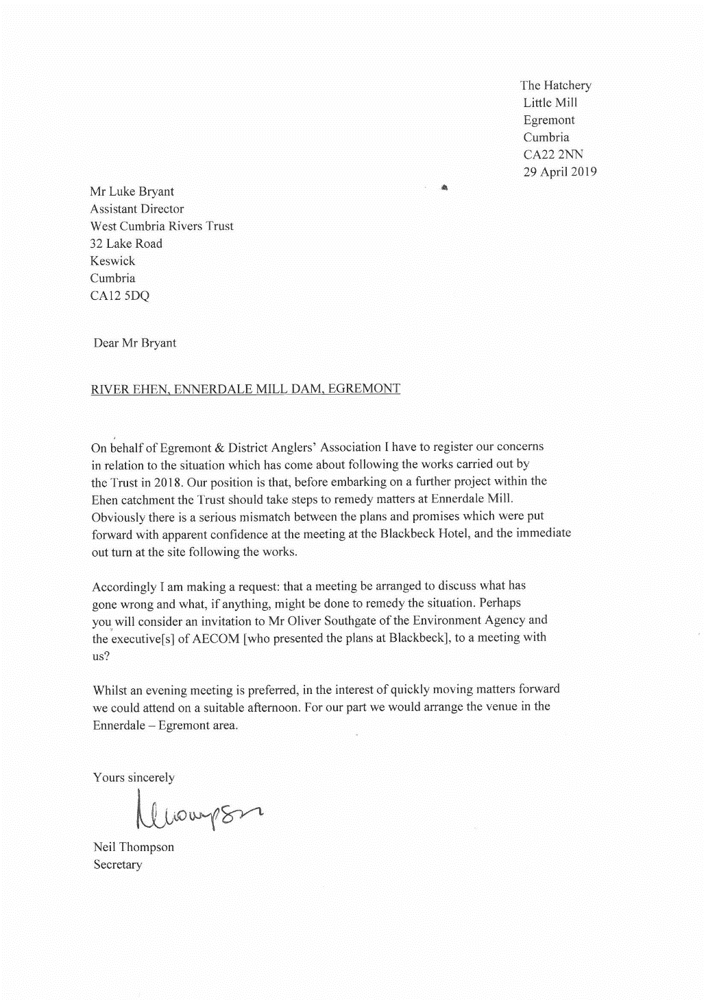 The Hatchery
Little Mill
Egremont
Cumbria
CA22 2NN
29 April 2019
Mr Luke Bryant
Assistant Director
West Cumbria Rivers Trust
32 Lake Road
Keswick
Cumbria
CA12 5DQ
Dear Mr Bryant
RIVER EHEN, ENNERDALE MILL DAM, EGREMONT
On behalf of Egremont & District Anglers’ Association I have to register our concerns
in relation to the situation which has come about following the works carried out by
the Trust in 2018. Our position is that, before embarking on a further project within the
Ehen catchment the Trust should take steps to remedy matters at Ennerdale Mill.
Obviously there is a serious mismatch between the plans and promises which were put
forward with apparent confidence at the meeting at the Blackbeck Hotel, and the immediate
out turn at the site following the works.
Accordingly I am making a request: that a meeting be arranged to discuss what has
gone wrong and what, if anything, might be done to remedy the situation. Perhaps
you will consider an invitation to Mr Oliver Southgate of the Environment Agency and
the executive[s] of AECOM [who presented the plans at Blackbeck], to a meeting with
us?
Whilst an evening meeting is preferred, in the interest of quickly moving matters forward
we could attend on a suitable afternoon. For our part we would arrange the venue in the
Ennerdale – Egremont area.
Yours sincerely
NThompson
Neil Thompson
Secretary